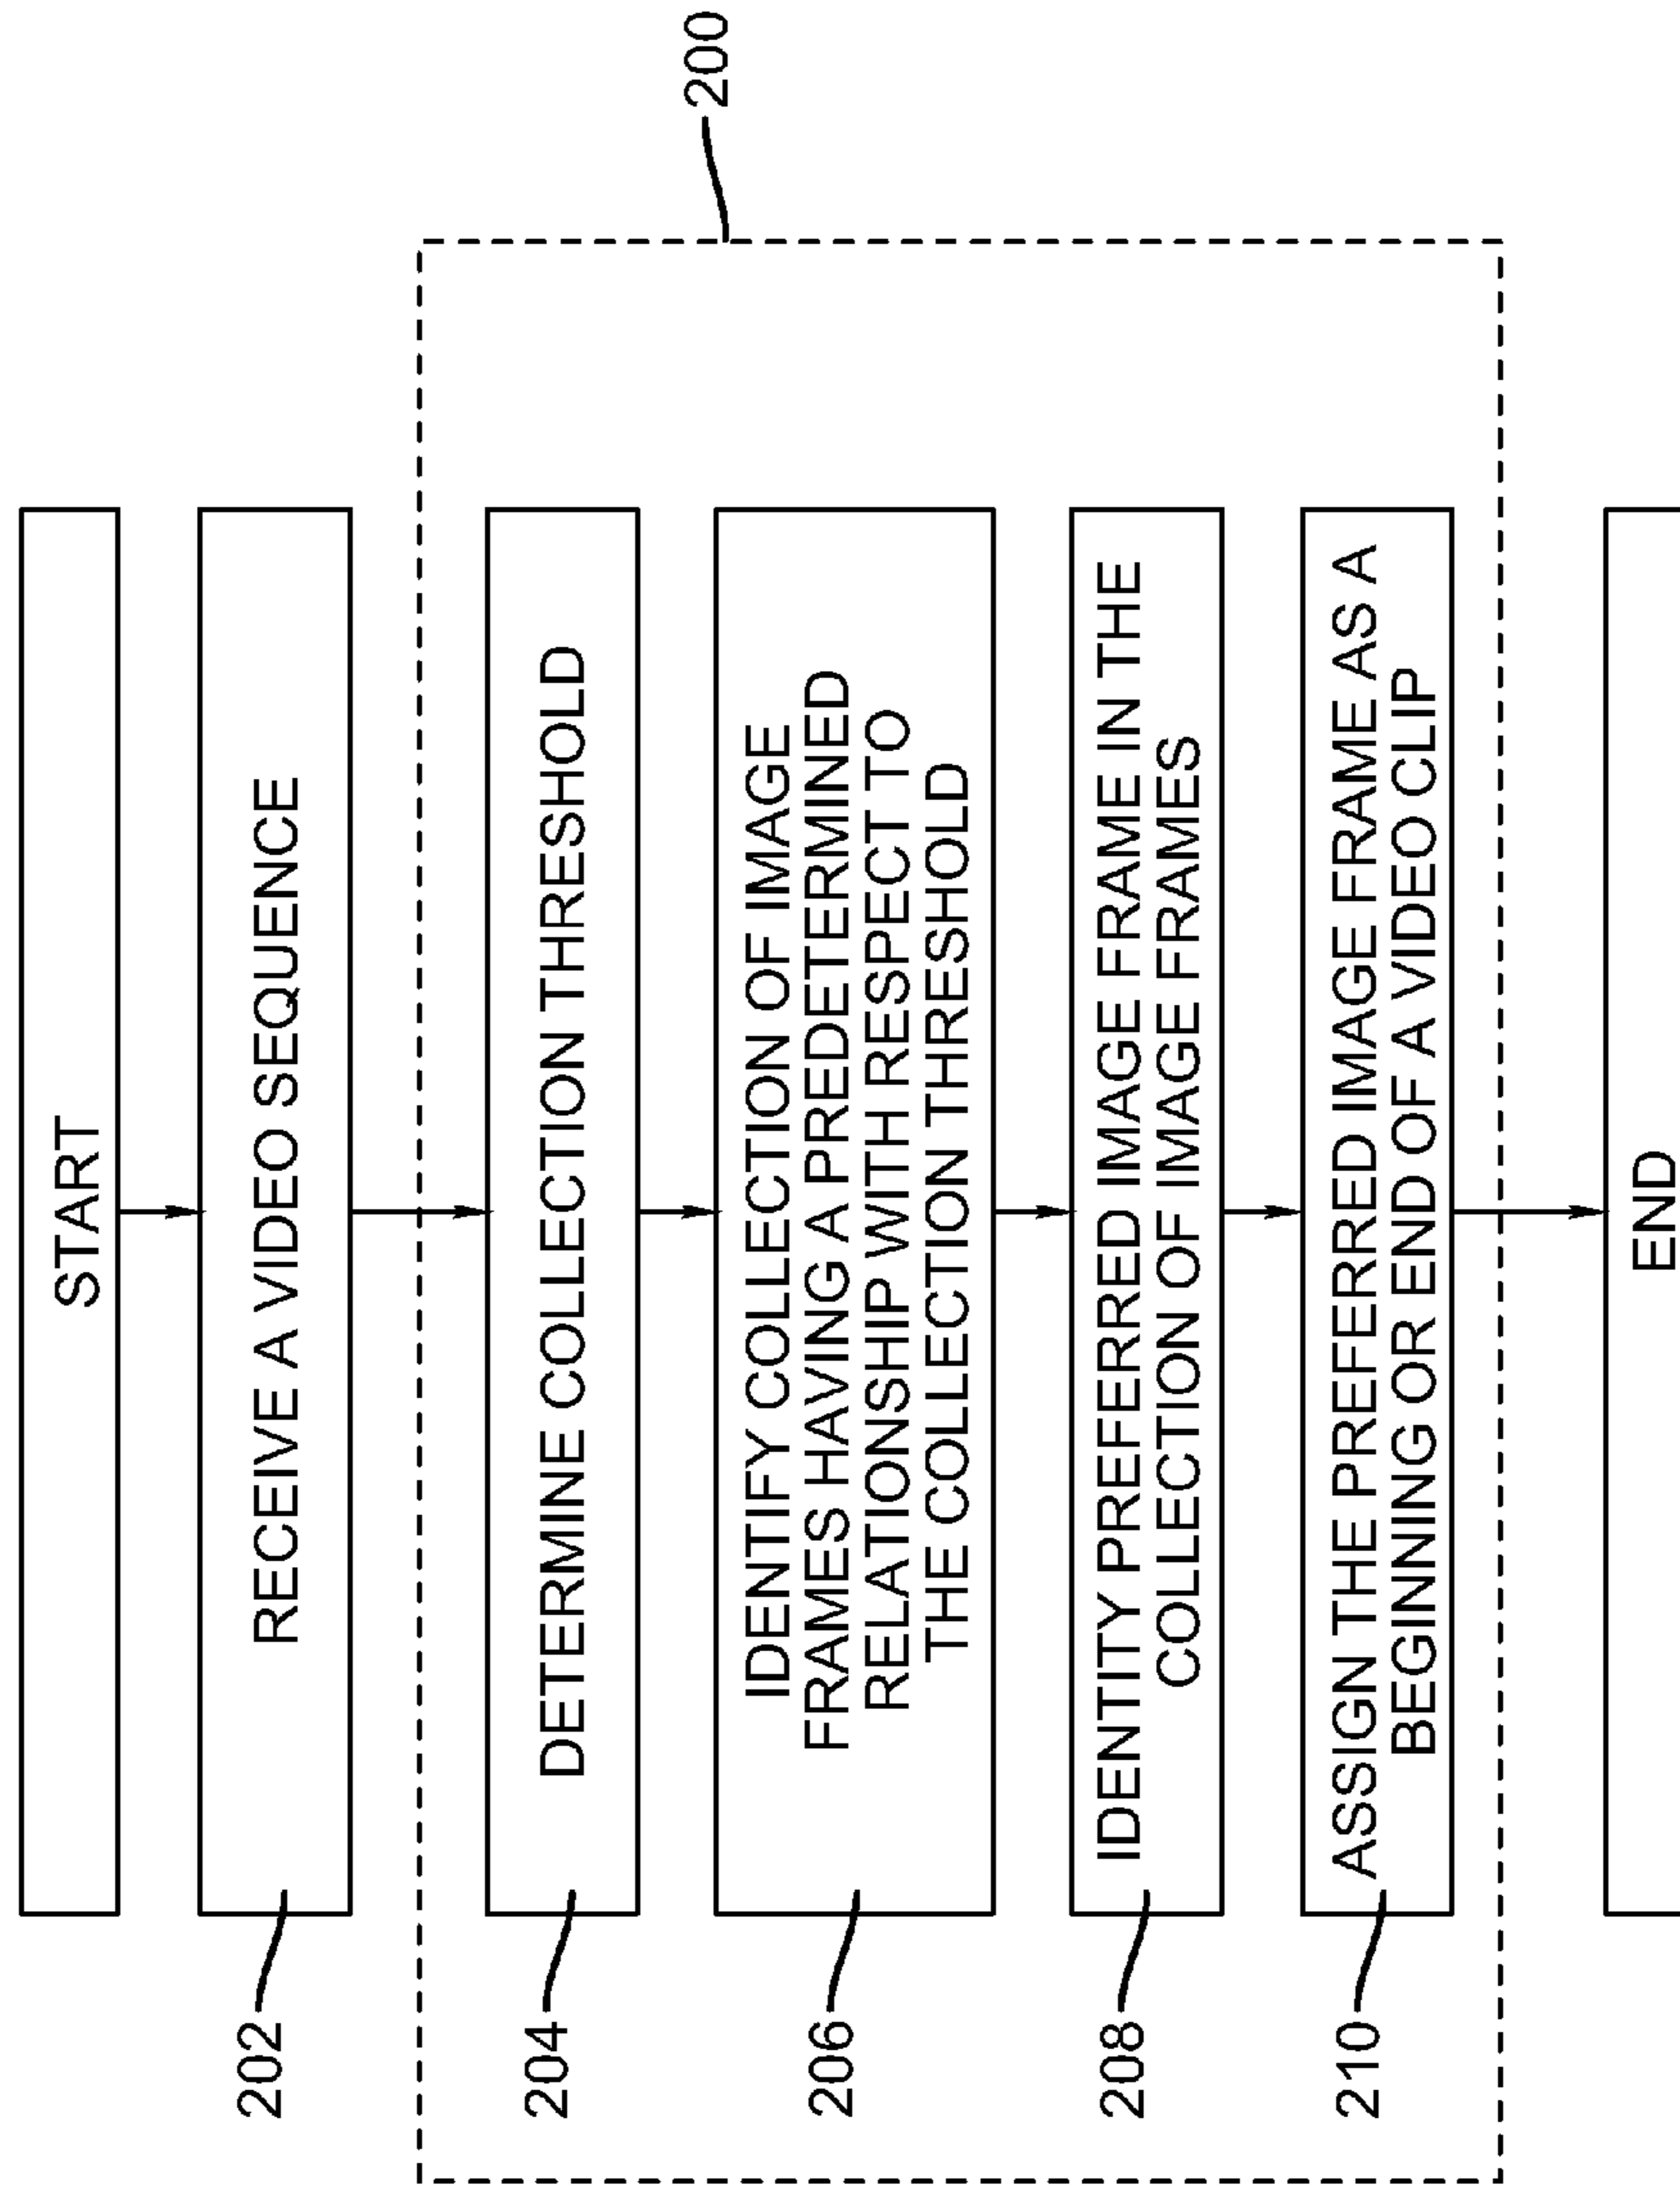 START
202
RECEIVE A VIDEO SEQUENCE
200
204
DETERMINE COLLECTION THRESHOLD
206
IDENTIFY COLLECTION OF IMAGE
FRAMES HAVING A PREDETERMINED
RELATIONSHIP WITH RESPECT TO
THE COLLECTION THRESHOLD
208
IDENTITY PREFERRED IMAGE FRAME IN THE
COLLECTION OF IMAGE FRAMES
210
ASSIGN THE PREFERRED IMAGE FRAME AS A
BEGINNING OR END OF A VIDEO CLIP
END